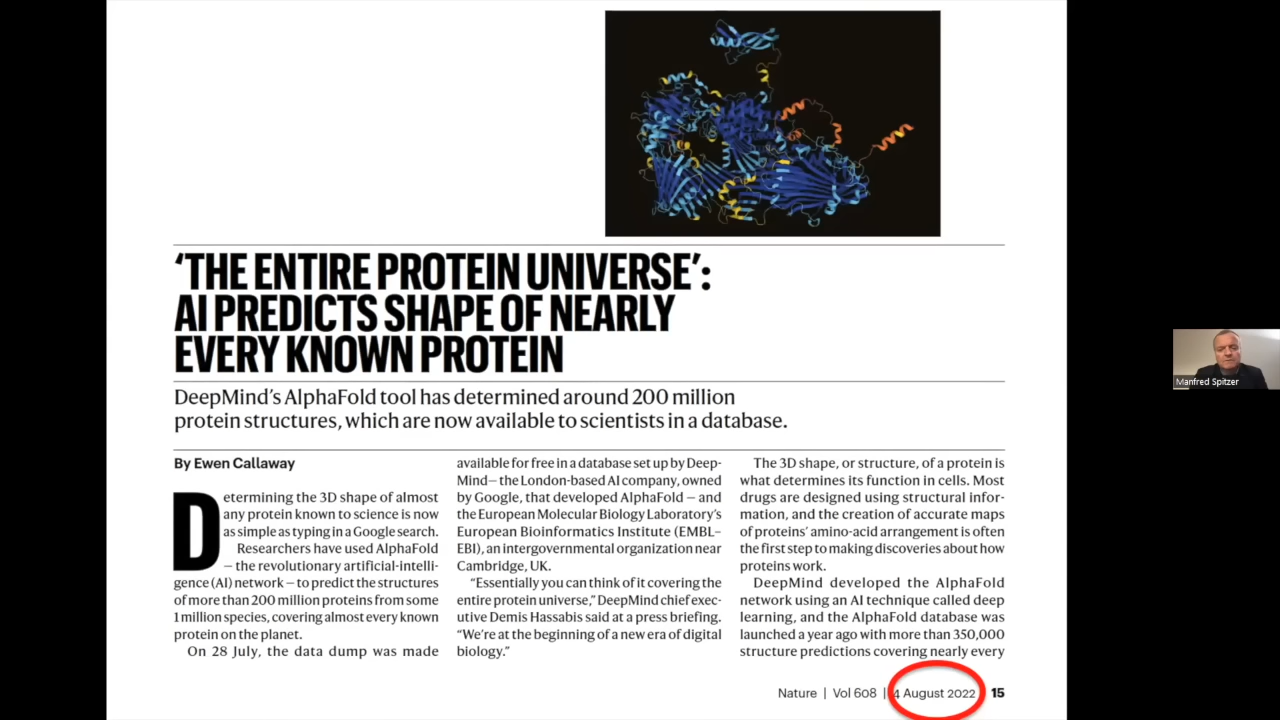 ‘THE ENTIRE PROTEIN UNIVERSE’:
AI PREDICTS SHAPE OF NEARLY
EVERY KNOWN PROTEIN
DeepMind’s AlphaFold tool has determined around 200 million
protein structures, which are now available to scientists in a database.
By Ewen Callaway
Determining the 3D shape of almost
any protein known to science is now
as simple as typing in a Google search.
Researchers have used AlphaFold
— the revolutionary artificial-intelli-
gence (AI) network — to predict the structures
of more than 200 million proteins from some
1 million species, covering almost every known
protein on the planet.
On 28 July, the data dump was made
available for free in a database set up by Deep-
Mind — the London-based AI company, owned
by Google, that developed AlphaFold — and
the European Molecular Biology Laboratory’s
European Bioinformatics Institute (EMBL–
EBI), an intergovernmental organization near
Cambridge, UK.
“Essentially you can think of it covering the
entire protein universe,” DeepMind chief exec-
utive Demis Hassabis said at a press briefing.
“We’re at the beginning of a new era of digital
biology.”
The 3D shape, or structure, of a protein is
what determines its function in cells. Most
drugs are designed using structural infor-
mation, and the creation of accurate maps
of proteins’ amino-acid arrangement is often
the first step to making discoveries about how
proteins work.
DeepMind developed the AlphaFold
network using an AI technique called deep
learning, and the AlphaFold database was
launched a year ago with more than 350,000
structure predictions covering nearly every
Nature | Vol 608 | 4 August 2022 15
Manfred Spitzer